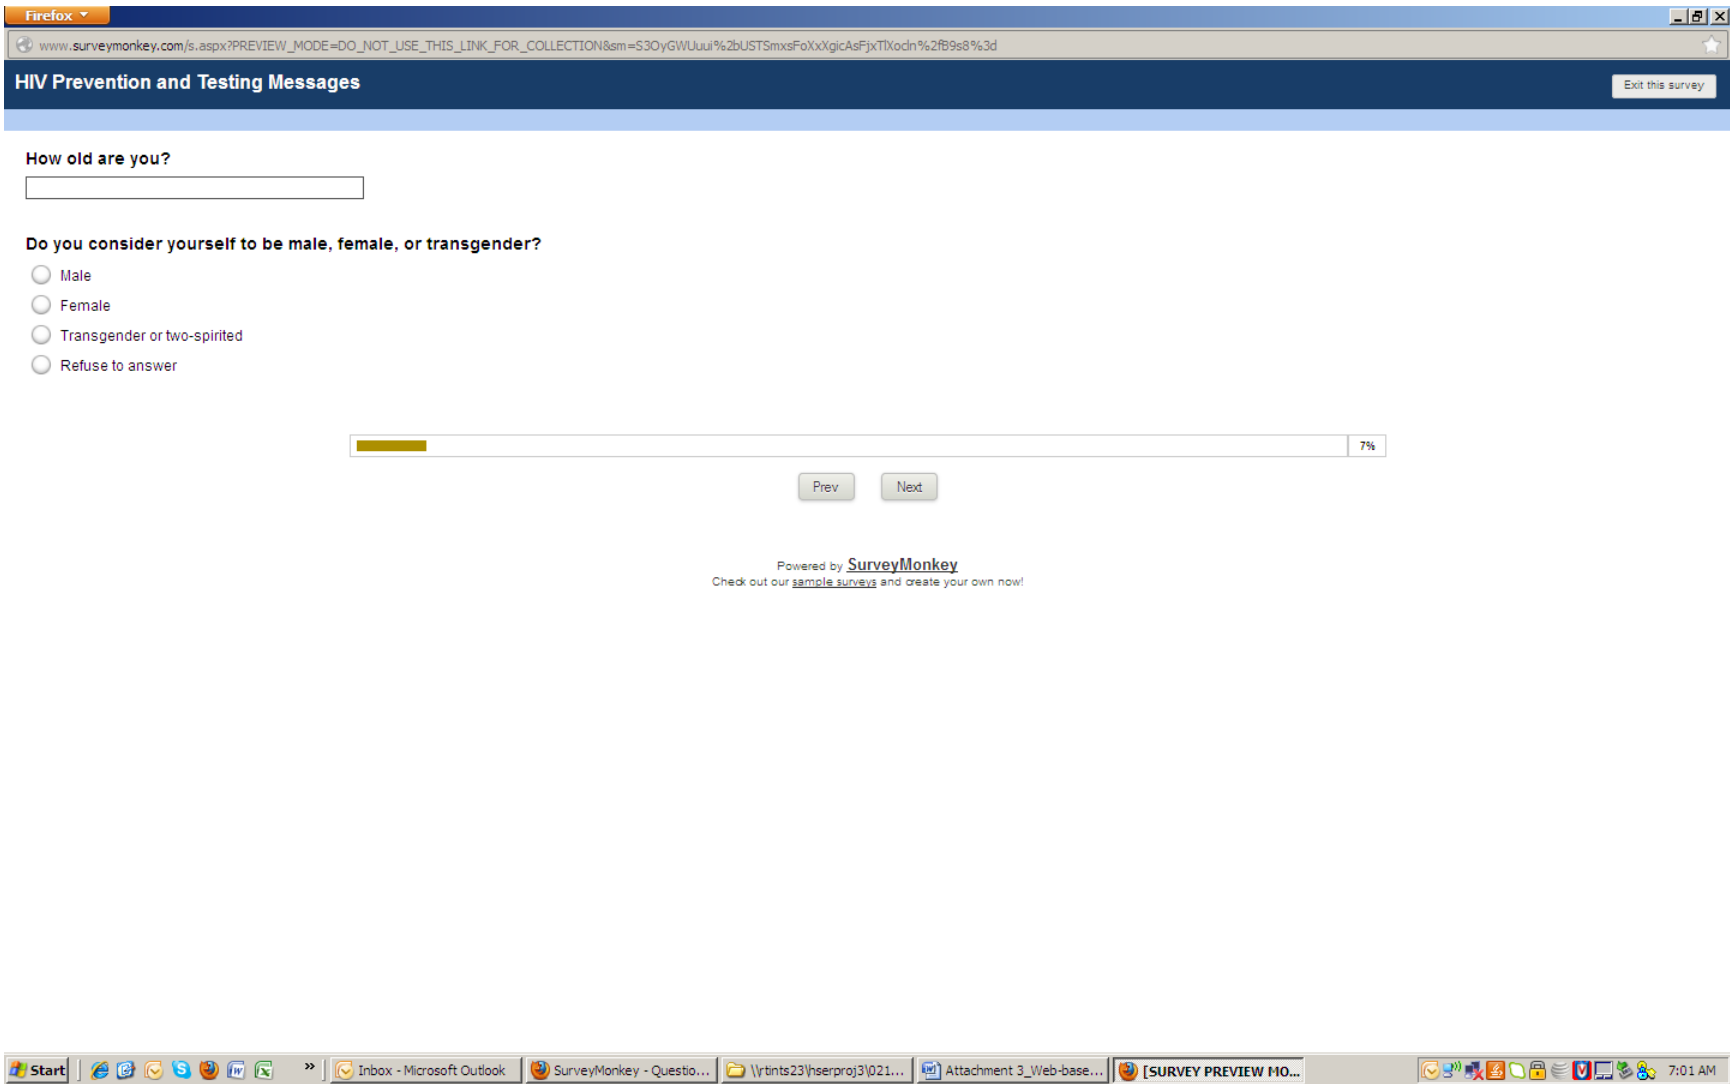 Firefox
www.surveymonkey.com/s.aspx?PREVIEW_MODE=DO_NOT_USE_THIS_LINK_FOR_COLLECTION&sm=S3OyGWUuui%2bUSTSmxsFoXxXgicAsFjxTlXocln%2fB9s8%3d
HIV Prevention and Testing Messages
Exit this survey
How old are you?
Do you consider yourself to be male, female, or transgender?
Male
Female
Transgender or two-spirited
Refuse to answer
7%
Prev Next
Powered by SurveyMonkey
Check out our sample surveys and create your own now!
Start » Inbox - Microsoft Outlook SurveyMonkey - Questio... \\rtints23\hserproj3\021... Attachment 3_Web-base... [SURVEY PREVIEW MO... 7:01 AM